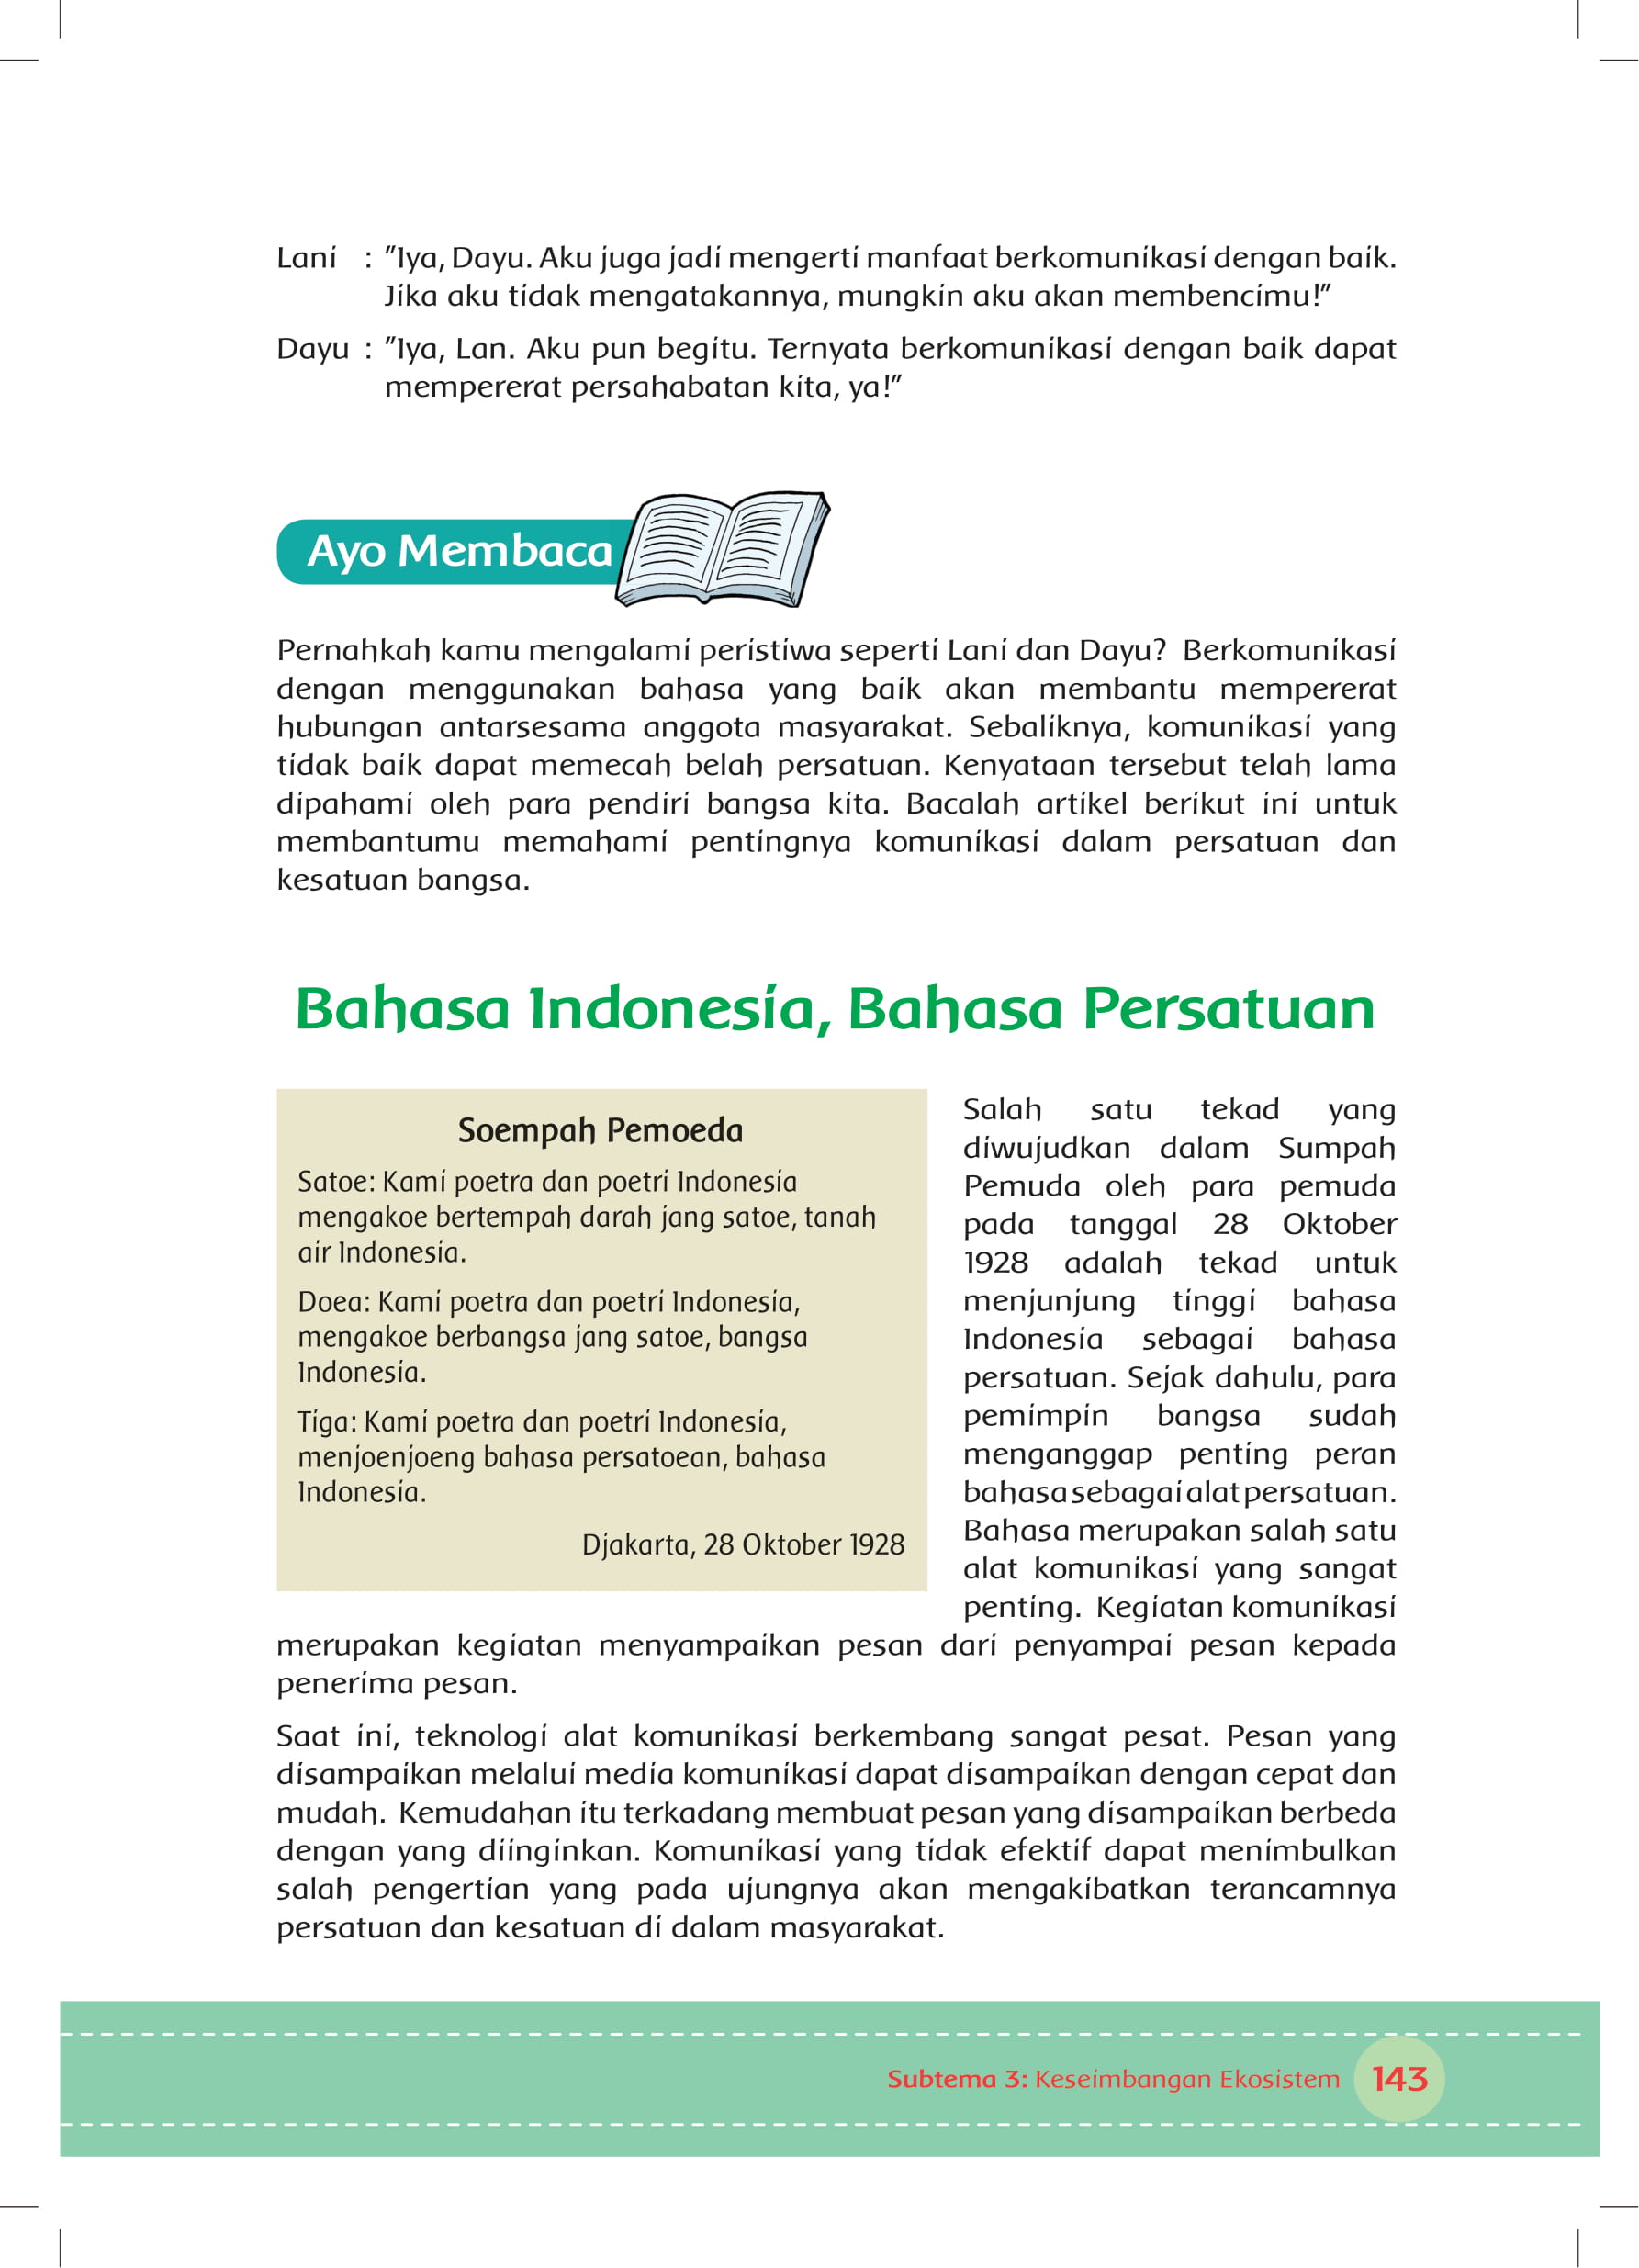 Lani : ”Iya, Dayu. Aku juga jadi mengerti manfaat berkomunikasi dengan baik.
Jika aku tidak mengatakannya, mungkin aku akan membencimu!”
Dayu : ”Iya, Lan. Aku pun begitu. Ternyata berkomunikasi dengan baik dapat
mempererat persahabatan kita, ya!”
Ayo Membaca
Pernahkah kamu mengalami peristiwa seperti Lani dan Dayu? Berkomunikasi
dengan menggunakan bahasa yang baik akan membantu mempererat
hubungan antarsesama anggota masyarakat. Sebaliknya, komunikasi yang
tidak baik dapat memecah belah persatuan. Kenyataan tersebut telah lama
dipahami oleh para pendiri bangsa kita. Bacalah artikel berikut ini untuk
membantumu memahami pentingnya komunikasi dalam persatuan dan
kesatuan bangsa.
Bahasa Indonesia, Bahasa Persatuan
Soempah Pemoeda
Satoe: Kami poetra dan poetri Indonesia
mengakoe bertempah darah jang satoe, tanah
air Indonesia.
Doea: Kami poetra dan poetri Indonesia,
mengakoe berbangsa jang satoe, bangsa
Indonesia.
Tiga: Kami poetra dan poetri Indonesia,
menjoenjoeng bahasa persatoean, bahasa
Indonesia.
Djakarta, 28 Oktober 1928
Salah satu tekad yang
diwujudkan dalam Sumpah
Pemuda oleh para pemuda
pada tanggal 28 Oktober
1928 adalah tekad untuk
menjunjung tinggi bahasa
Indonesia sebagai bahasa
persatuan. Sejak dahulu, para
pemimpin bangsa sudah
menganggap penting peran
bahasa sebagai alat persatuan.
Bahasa merupakan salah satu
alat komunikasi yang sangat
penting. Kegiatan komunikasi
merupakan kegiatan menyampaikan pesan dari penyampai pesan kepada
penerima pesan.
Saat ini, teknologi alat komunikasi berkembang sangat pesat. Pesan yang
disampaikan melalui media komunikasi dapat disampaikan dengan cepat dan
mudah. Kemudahan itu terkadang membuat pesan yang disampaikan berbeda
dengan yang diinginkan. Komunikasi yang tidak efektif dapat menimbulkan
salah pengertian yang pada ujungnya akan mengakibatkan terancamnya
persatuan dan kesatuan di dalam masyarakat.
Subtema 3: Keseimbangan Ekosistem 143